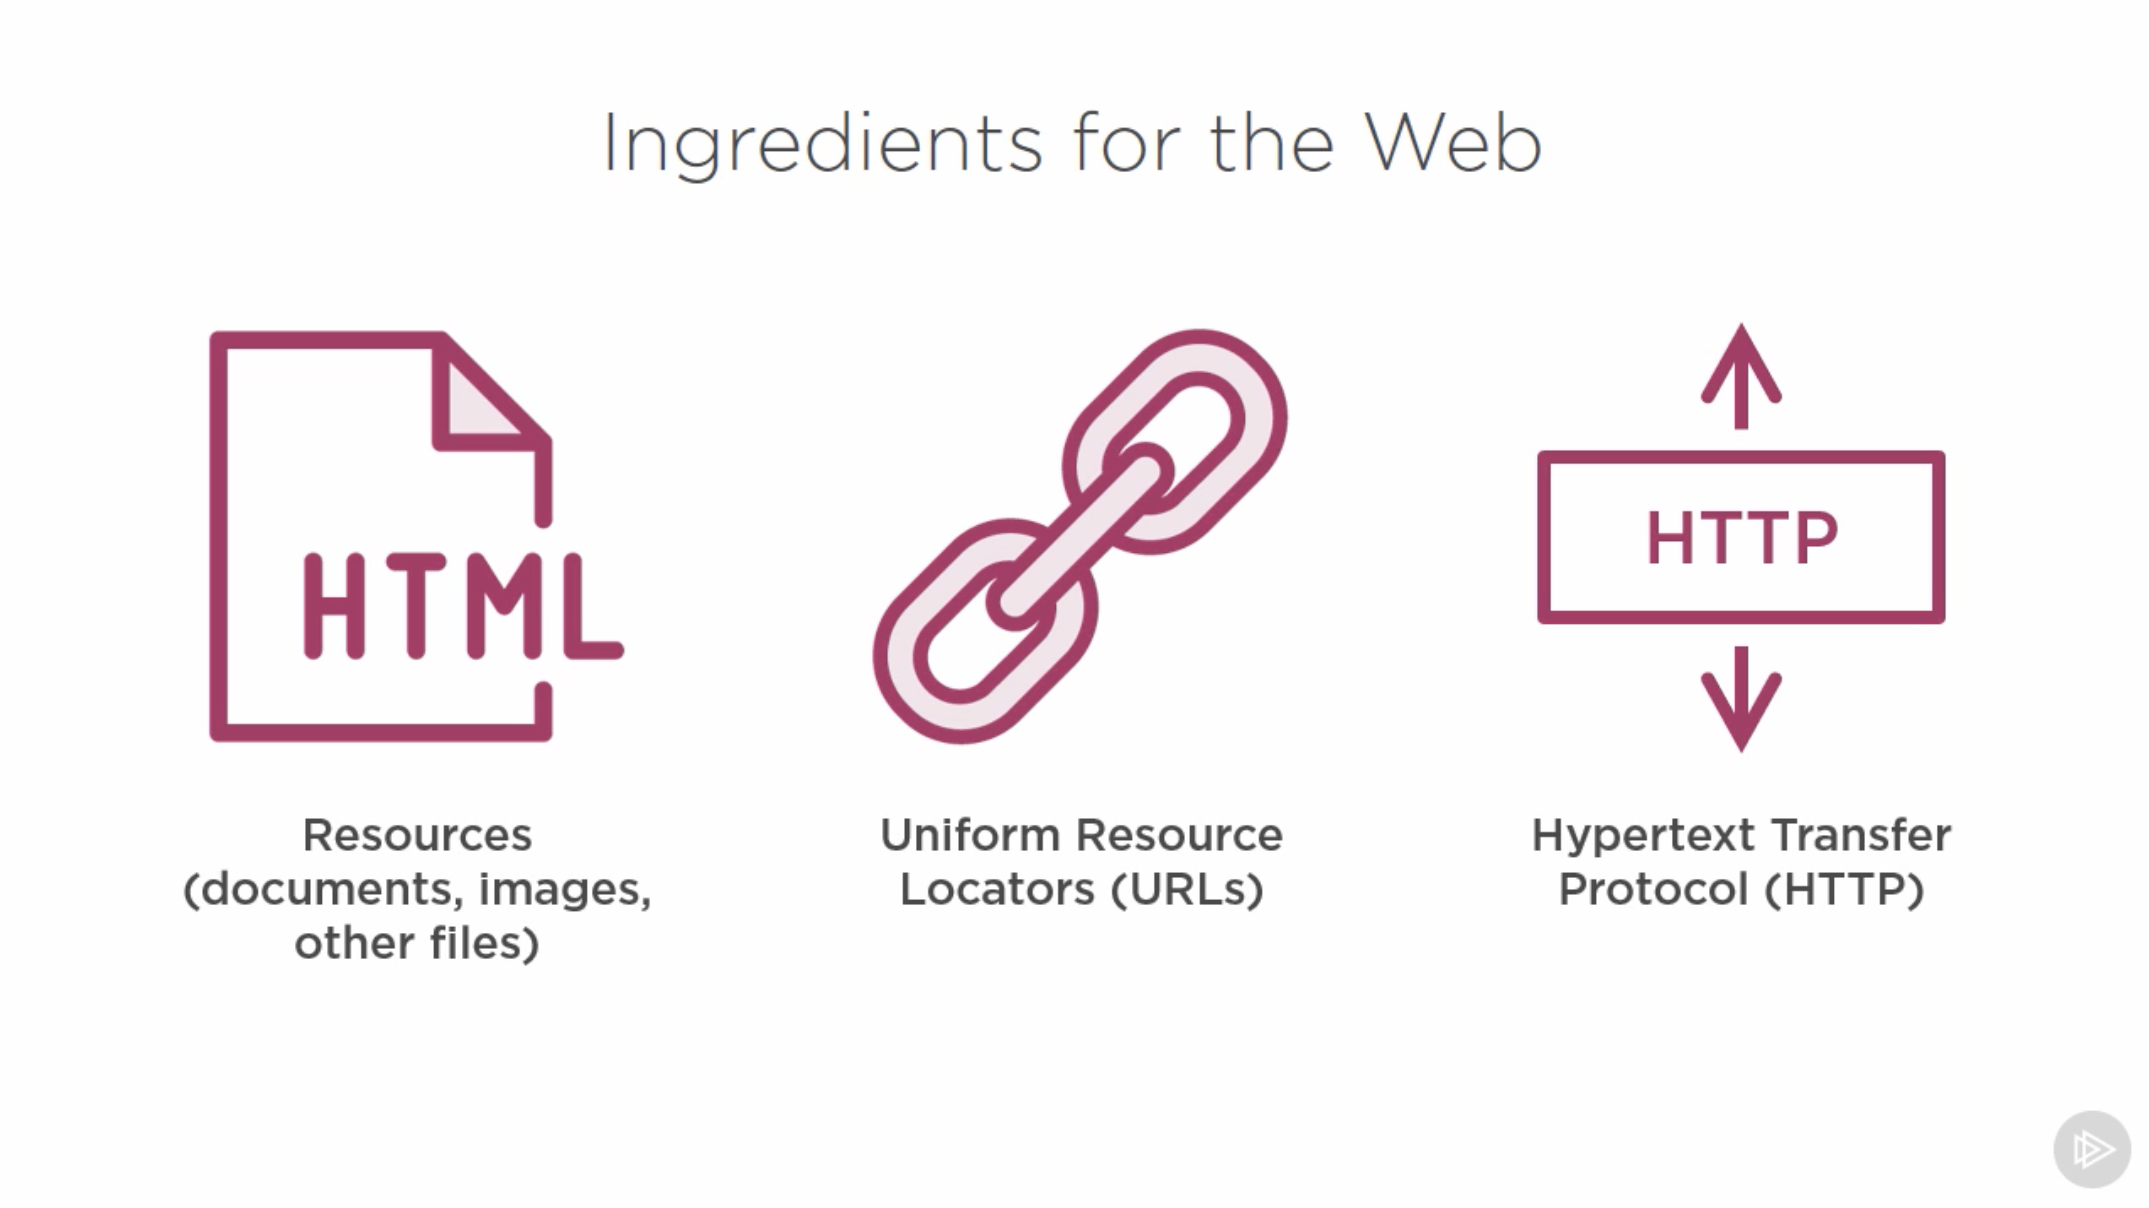 Ingredients for the Web
HTML
HTTP
Resources
(documents, images,
other files)
Uniform Resource
Locators (URLs)
Hypertext Transfer
Protocol (HTTP)